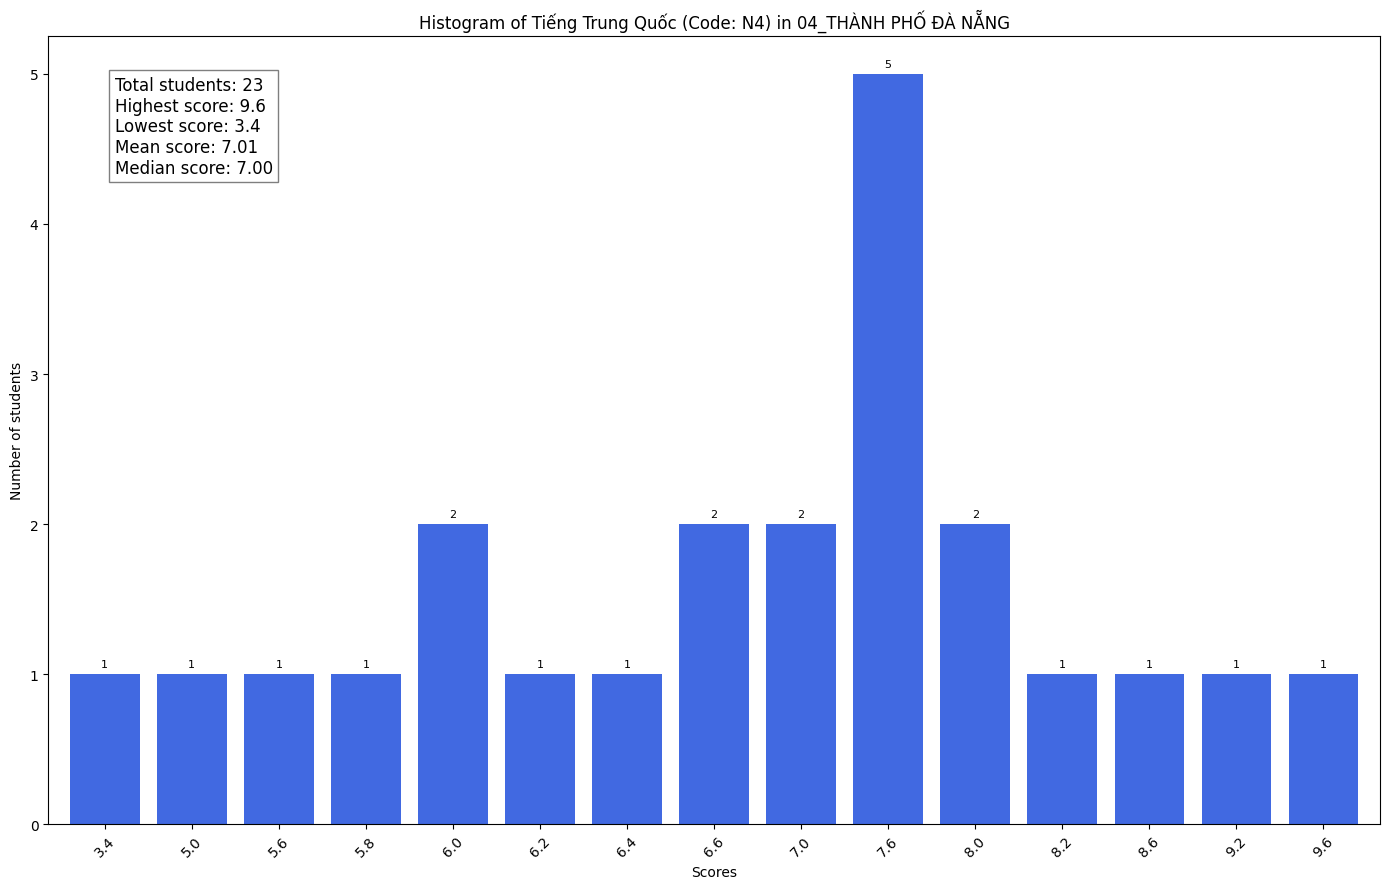 Histogram of Tiếng Trung Quốc (Code: N4) in 04_THÀNH PHỐ ĐÀ NẴNG
Total students: 23
Highest score: 9.6
Lowest score: 3.4
Mean score: 7.01
Median score: 7.00
Number of students
5
4
3
2
1
0
1 1 1 1 2 1 1 2 2 5 2 1 1 1 1
3.4 5.0 5.6 5.8 6.0 6.2 6.4 6.6 7.0 7.6 8.0 8.2 8.6 9.2 9.6
Scores